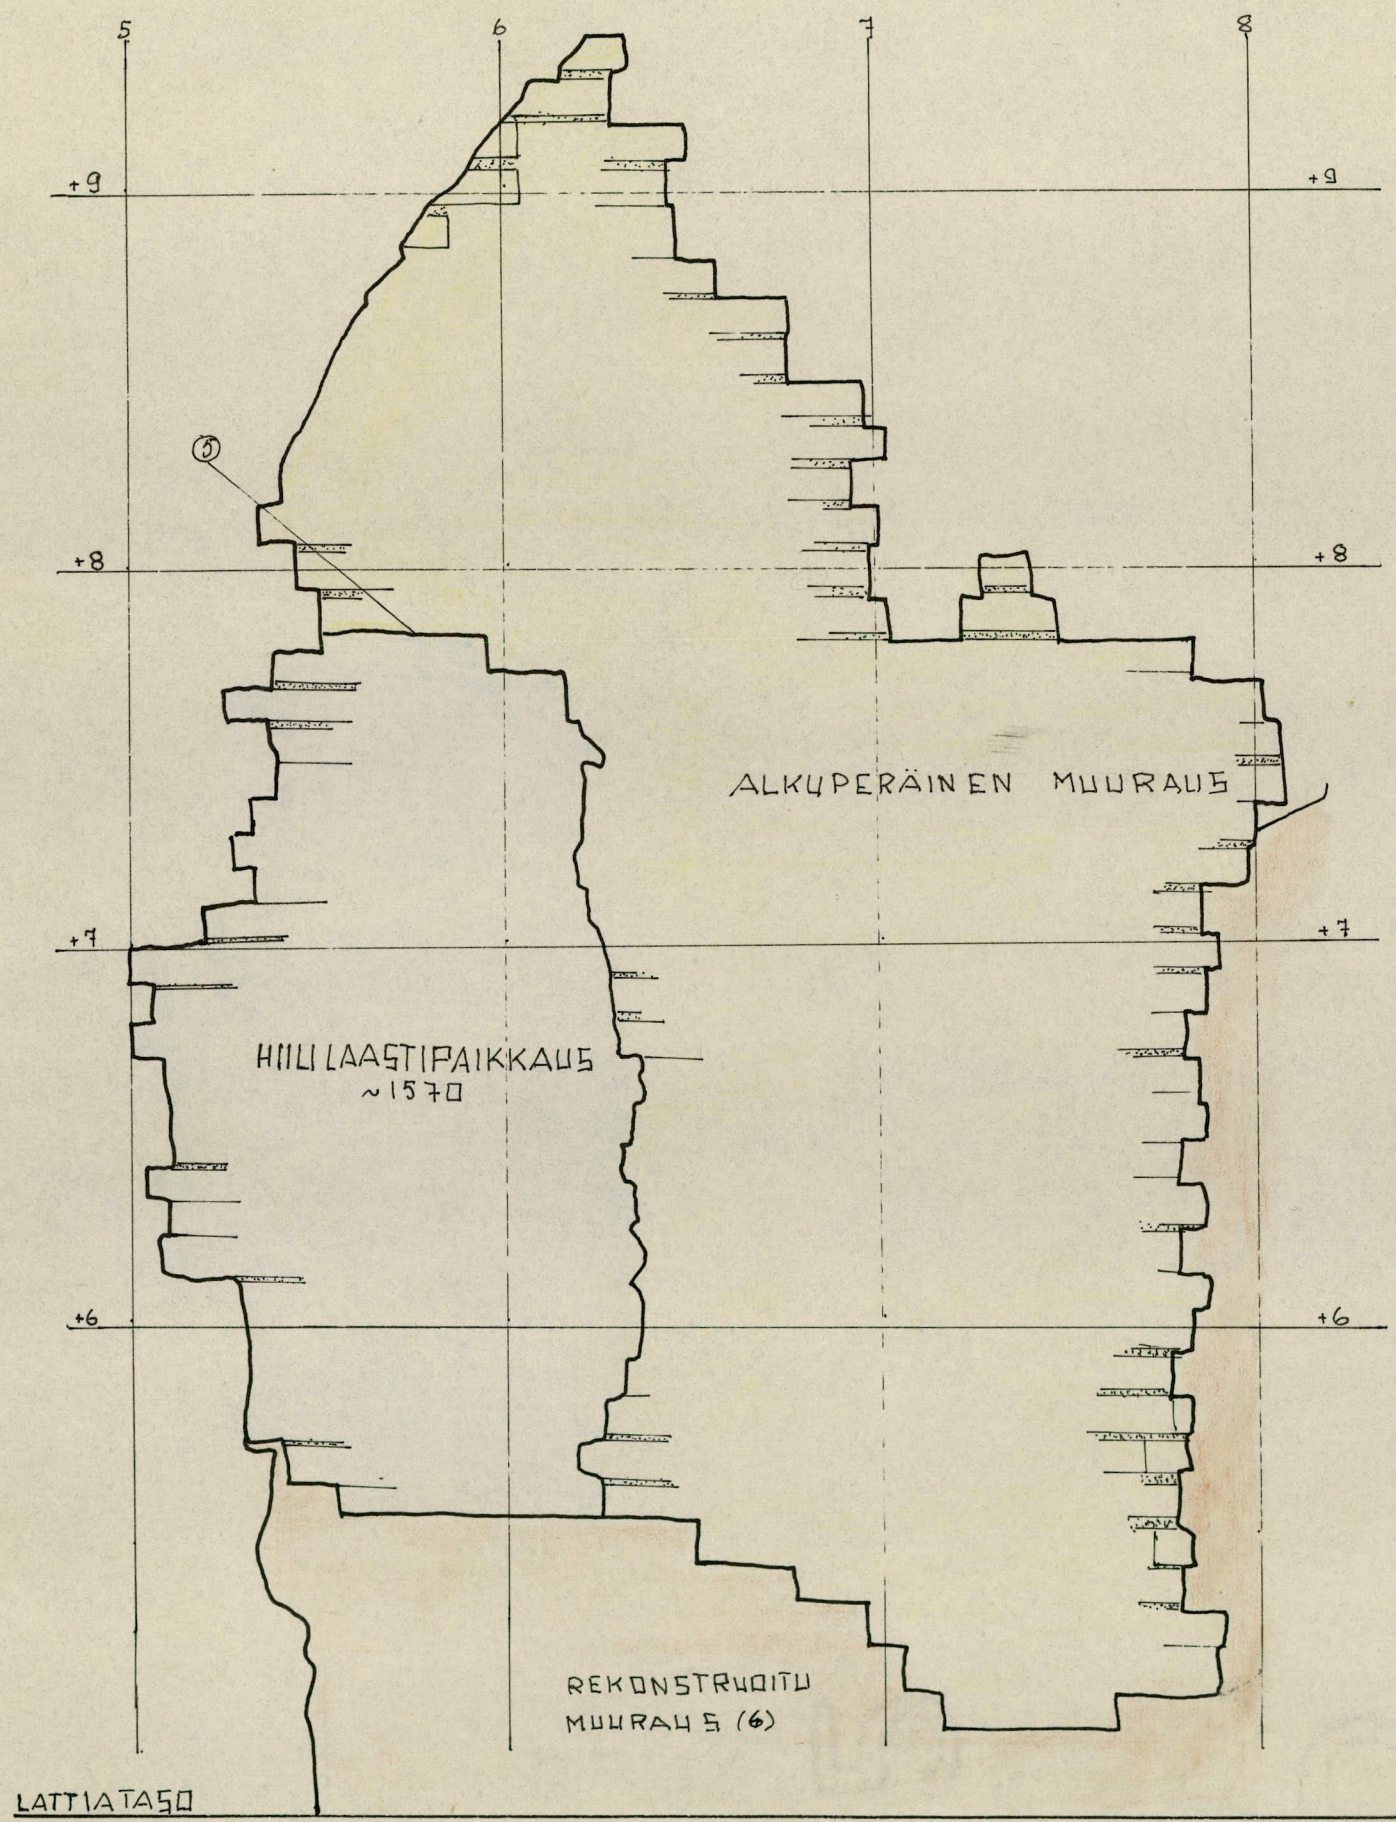 5 6 7 8
+9 +9
5
+8 +8
ALKUPERÄINEN MUURAUS
+7 +7
HIILILAASTIPAIKKAUS
~1570
+6 +6
REKONSTRUOITU
MUURAUS (6)
LATTIATASO